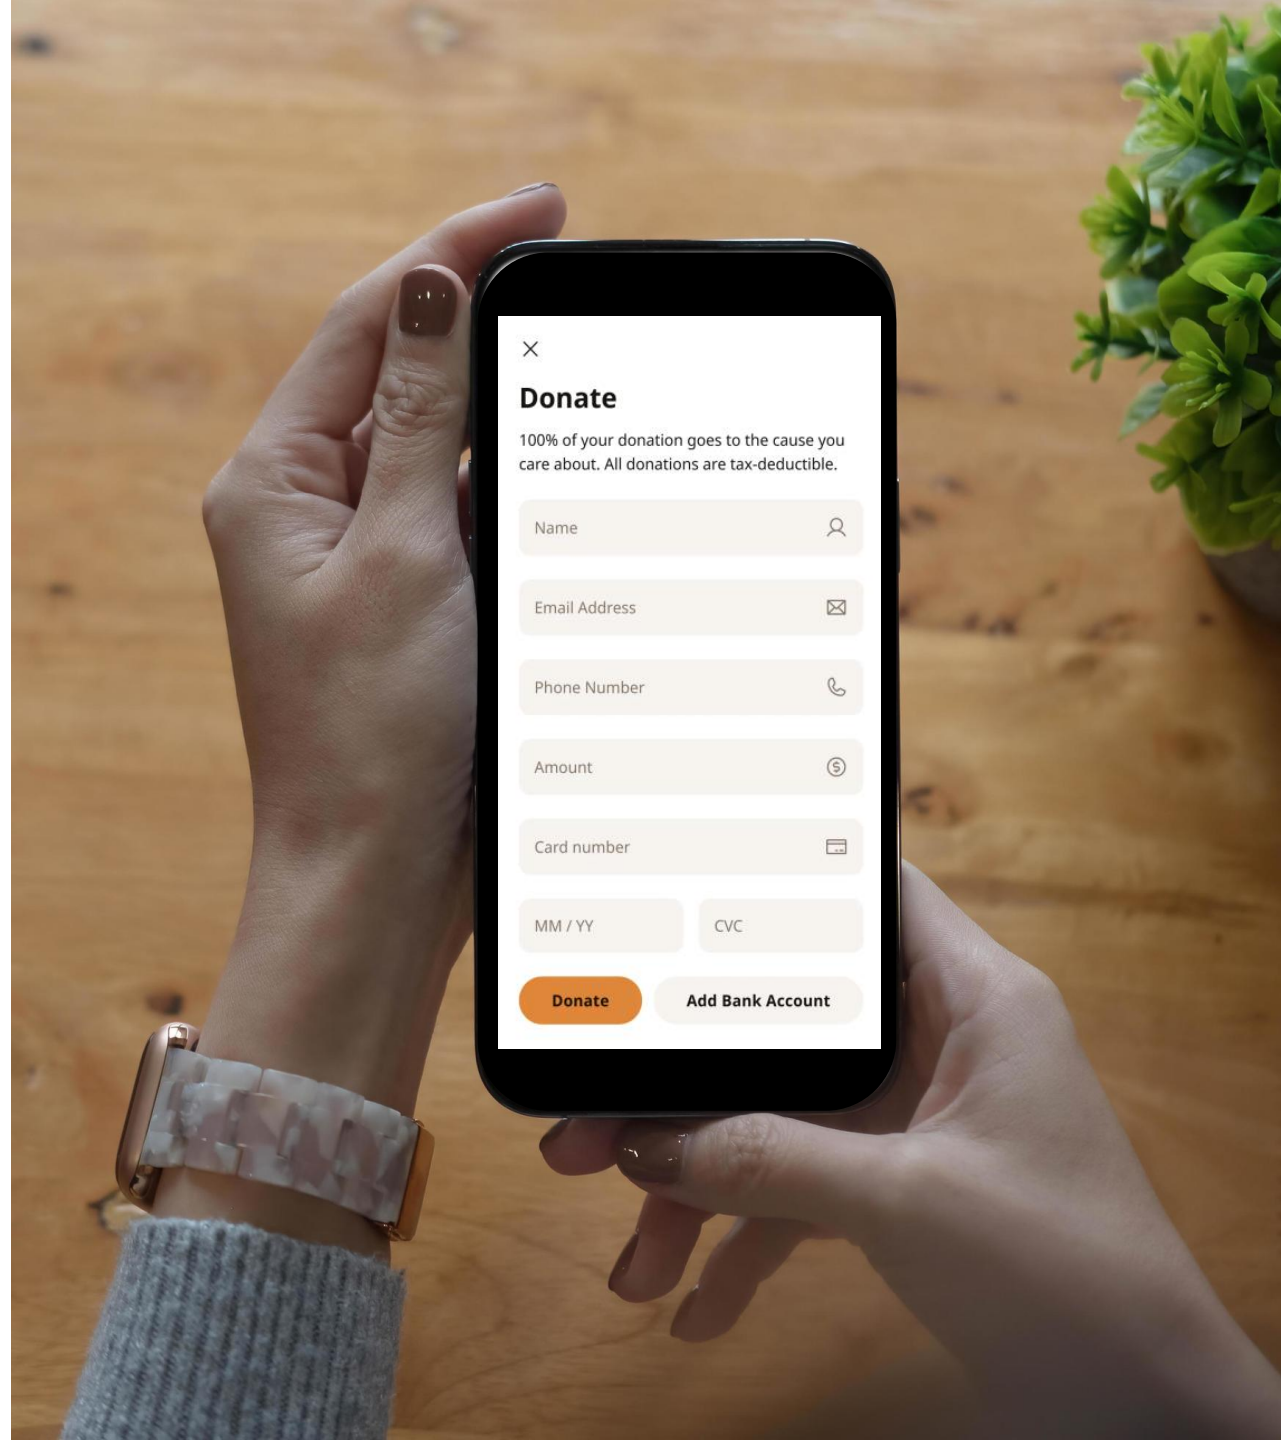 Donate
100% of your donation goes to the cause you
care about. All donations are tax-deductible.
Name
Email Address
Phone Number
Amount
Card number
MM / YY
CVC
Donate
Add Bank Account